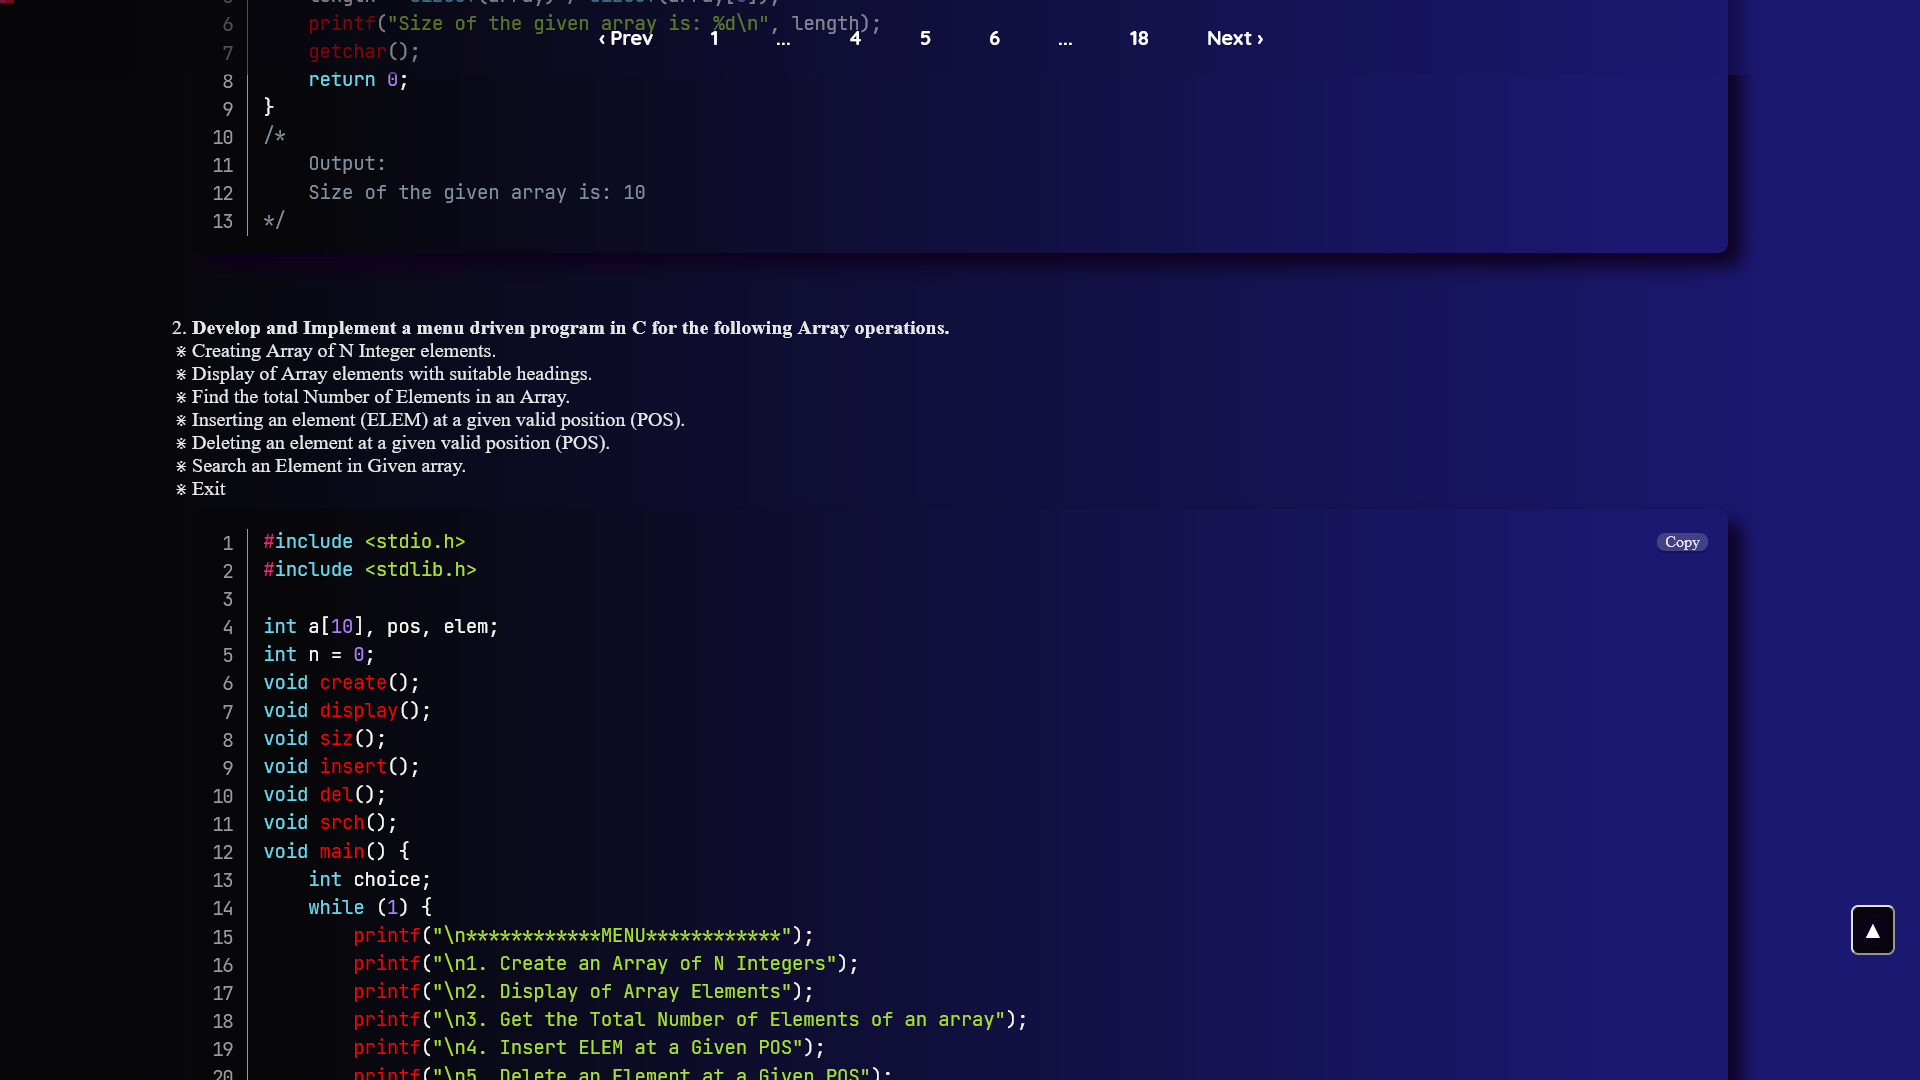 6 printf("Size of the given array is: %d\n", length);
‹ Prev 1 ... 4 5 6 ... 18 Next ›
7 getchar();
8 return 0;
9 }
10 /*
11 Output:
12 Size of the given array is: 10
13 */
2. Develop and Implement a menu driven program in C for the following Array operations.
⋇ Creating Array of N Integer elements.
⋇ Display of Array elements with suitable headings.
⋇ Find the total Number of Elements in an Array.
⋇ Inserting an element (ELEM) at a given valid position (POS).
⋇ Deleting an element at a given valid position (POS).
⋇ Search an Element in Given array.
⋇ Exit
Copy
1 #include <stdio.h>
2 #include <stdlib.h>
3
4 int a[10], pos, elem;
5 int n = 0;
6 void create();
7 void display();
8 void siz();
9 void insert();
10 void del();
11 void srch();
12 void main() {
13 int choice;
14 while (1) {
15 printf("\n************MENU************");
16 printf("\n1. Create an Array of N Integers");
17 printf("\n2. Display of Array Elements");
18 printf("\n3. Get the Total Number of Elements of an array");
19 printf("\n4. Insert ELEM at a Given POS");
20 printf("\n5. Delete an Element at a Given POS");
▲